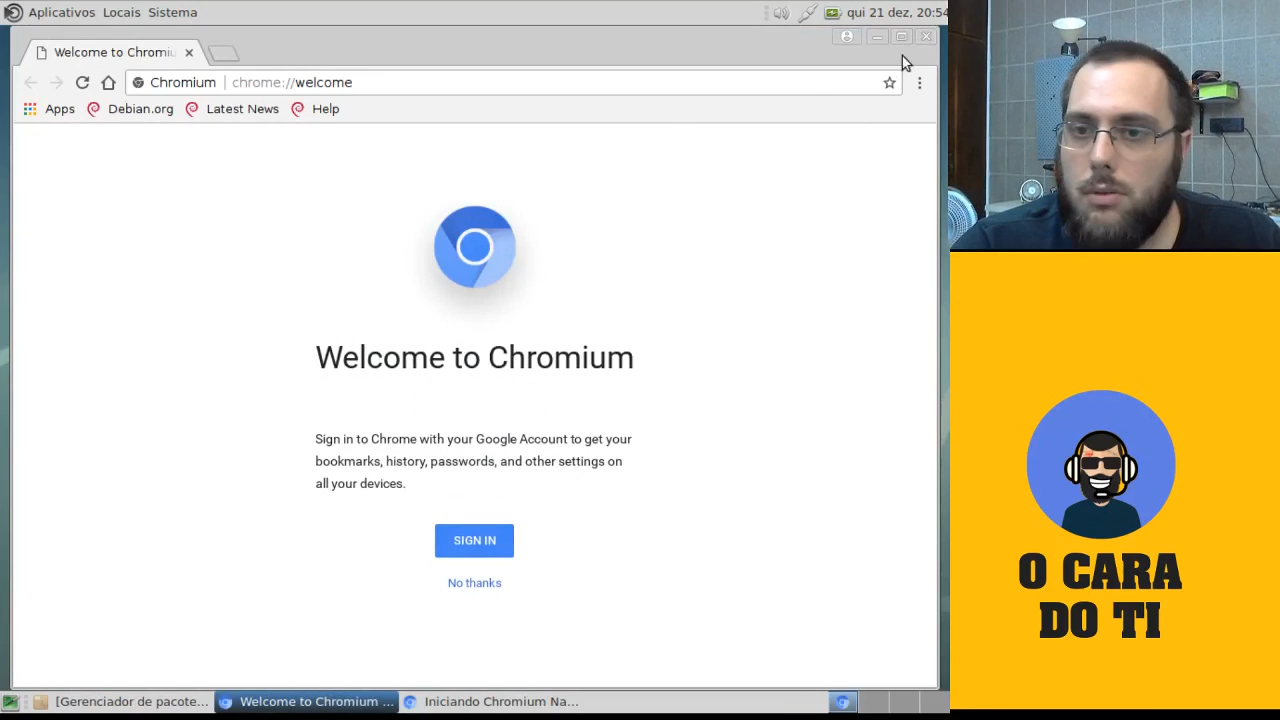 Aplicativos Locais Sistema
qui 21 dez, 20:54
Welcome to Chromiu
Chromium | chrome://welcome
Apps Debian.org Latest News Help
Welcome to Chromium
Sign in to Chrome with your Google Account to get your
bookmarks, history, passwords, and other settings on
all your devices.
SIGN IN
No thanks
[Gerenciador de pacote... Welcome to Chromium ... Iniciando Chromium Na...
O CARA
DO TI